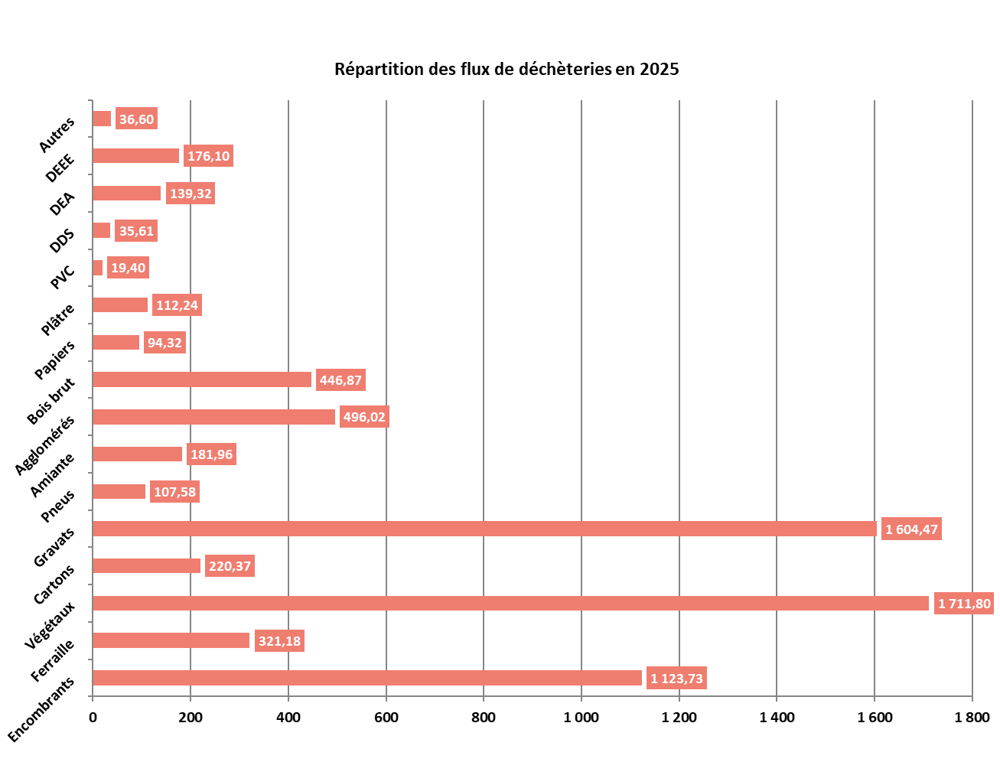 Répartition des flux de déchèteries en 2025
Autres 36,60
DEEE 176,10
DEA 139,32
DDS 35,61
PVC 19,40
Plâtre 112,24
Papiers 94,32
Bois brut 446,87
Agglomérés 496,02
Amiante 181,96
Pneus 107,58
Gravats 1 604,47
Cartons 220,37
Végétaux 1 711,80
Ferraille 321,18
Encombrants 1 123,73
0 200 400 600 800 1 000 1 200 1 400 1 600 1 800